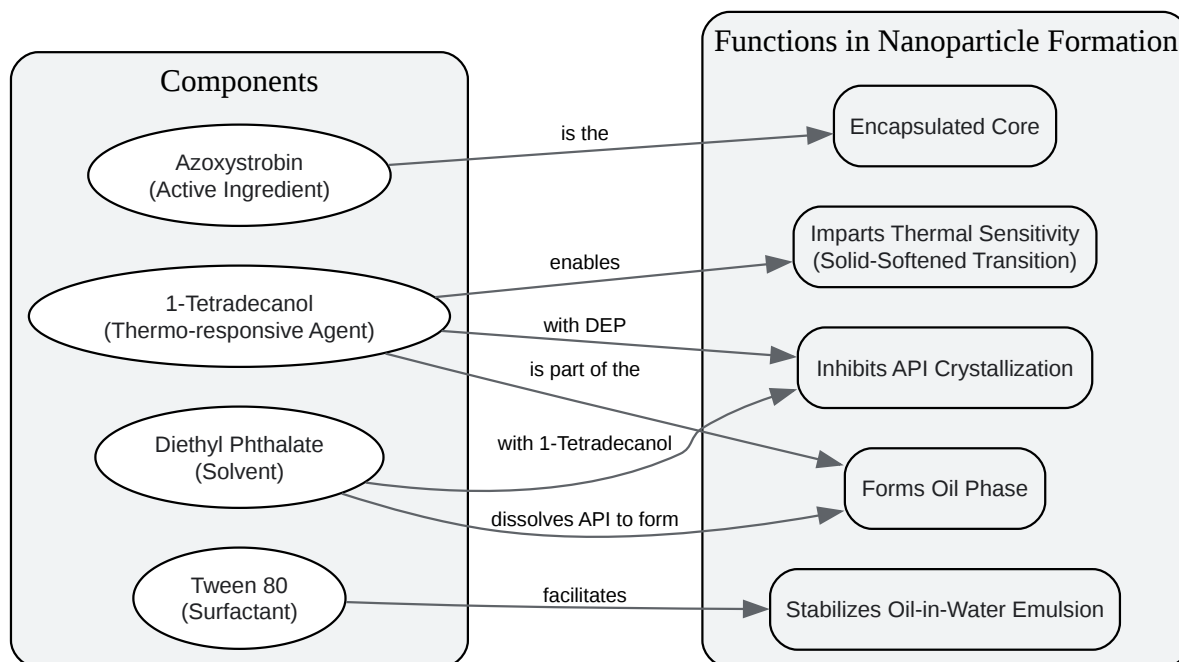 Functions in Nanoparticle Formation
Components
Azoxystrobin
(Active Ingredient)
is the
Encapsulated Core
1-Tetradecanol
(Thermo-responsive Agent)
enables
Imparts Thermal Sensitivity
(Solid-Softened Transition)
with DEP
Inhibits API Crystallization
is part of the
Diethyl Phthalate
(Solvent)
with 1-Tetradecanol
Forms Oil Phase
dissolves API to form
Tween 80
(Surfactant)
facilitates
Stabilizes Oil-in-Water Emulsion